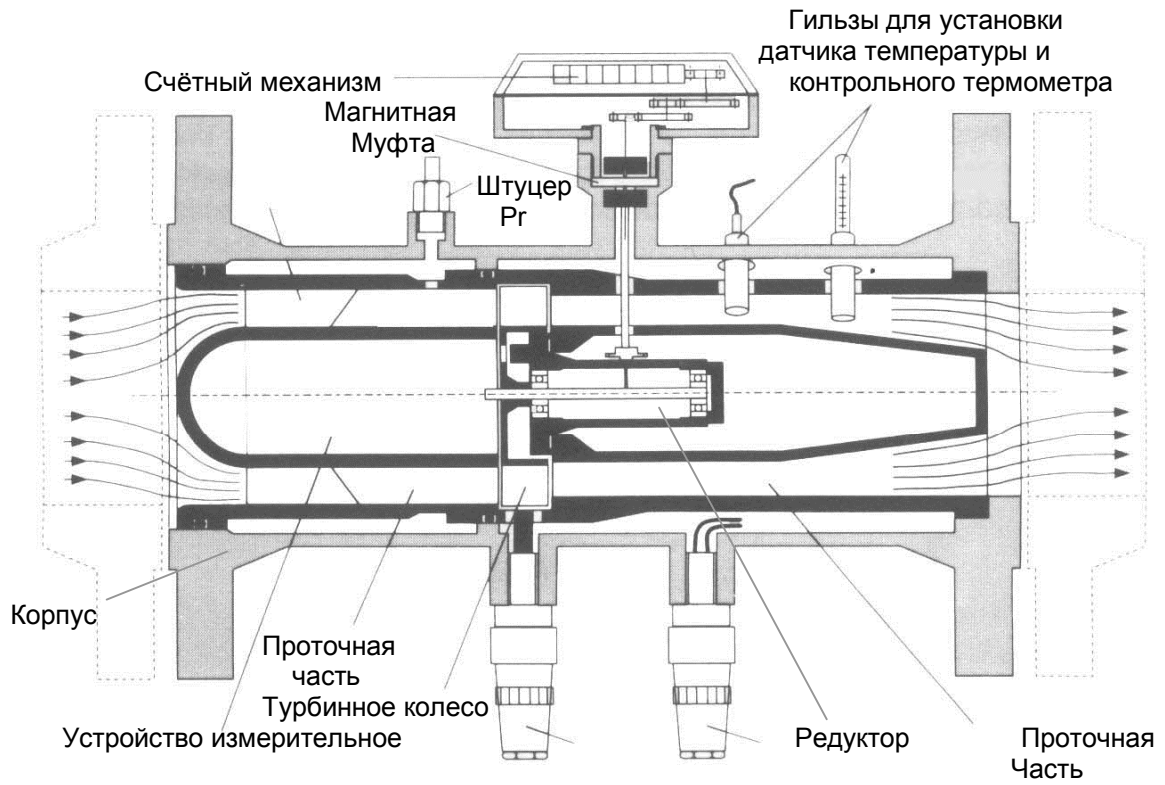 Гильзы для установки
датчика температуры и
контрольного термометра
Счётный механизм
Магнитная
Муфта
Штуцер
Pr
Корпус
Проточная
часть
Турбинное колесо
Устройство измерительное
Редуктор
Проточная
Часть